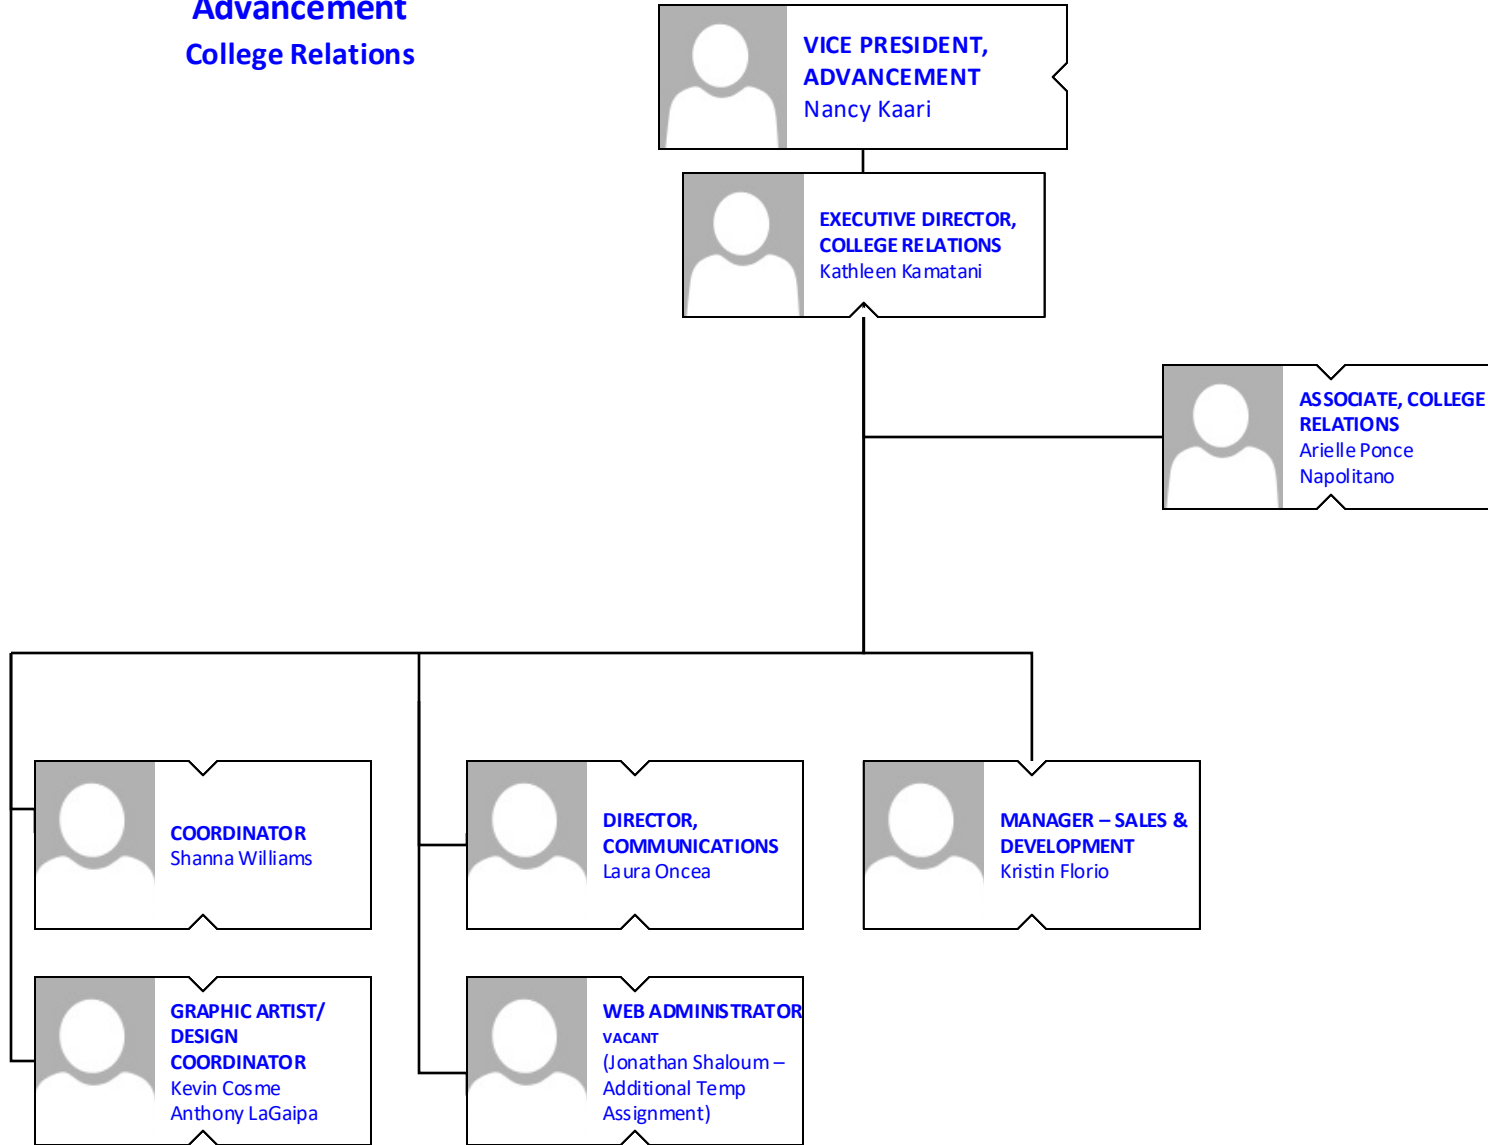 Advancement
College Relations
VICE PRESIDENT,
ADVANCEMENT
Nancy Kaari
EXECUTIVE DIRECTOR,
COLLEGE RELATIONS
Kathleen Kamatani
ASSOCIATE, COLLEGE
RELATIONS
Arielle Ponce
Napolitano
COORDINATOR
Shanna Williams
DIRECTOR,
COMMUNICATIONS
Laura Oncea
MANAGER – SALES &
DEVELOPMENT
Kristin Florio
GRAPHIC ARTIST/
DESIGN
COORDINATOR
Kevin Cosme
Anthony LaGaipa
WEB ADMINISTRATOR
VACANT
(Jonathan Shaloum –
Additional Temp
Assignment)